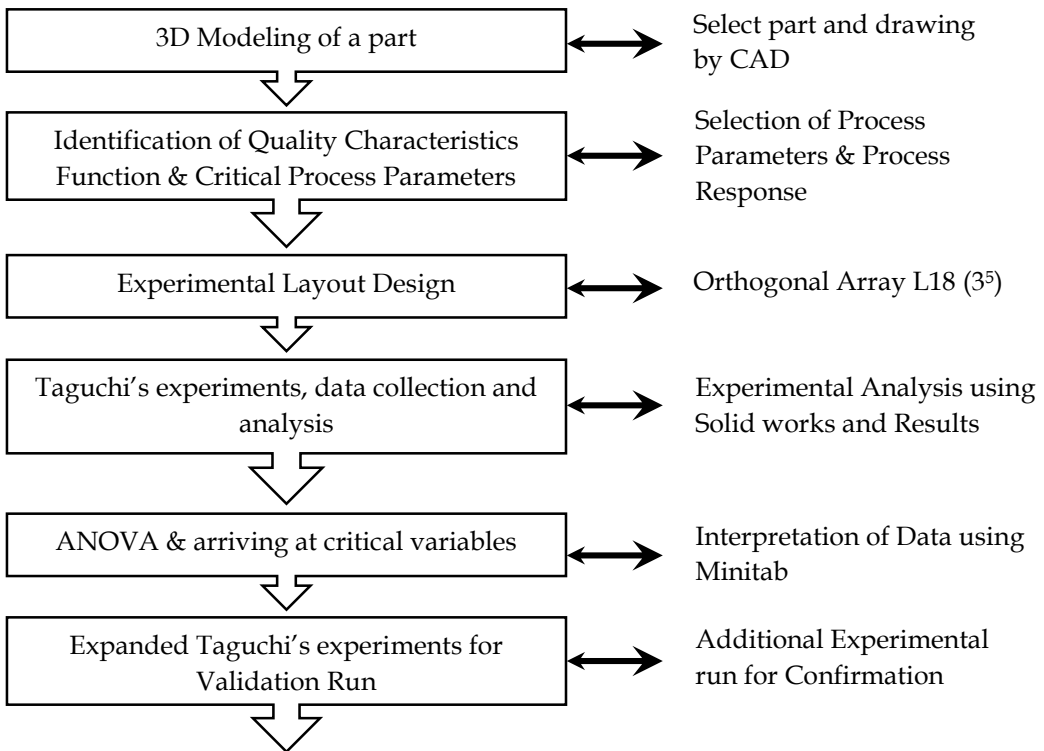 3D Modeling of a part
Select part and drawing
by CAD
Identification of Quality Characteristics
Function & Critical Process Parameters
Selection of Process
Parameters & Process
Response
Experimental Layout Design
Orthogonal Array L18 (3⁵)
Taguchi’s experiments, data collection and
analysis
Experimental Analysis using
Solid works and Results
ANOVA & arriving at critical variables
Interpretation of Data using
Minitab
Expanded Taguchi’s experiments for
Validation Run
Additional Experimental
run for Confirmation